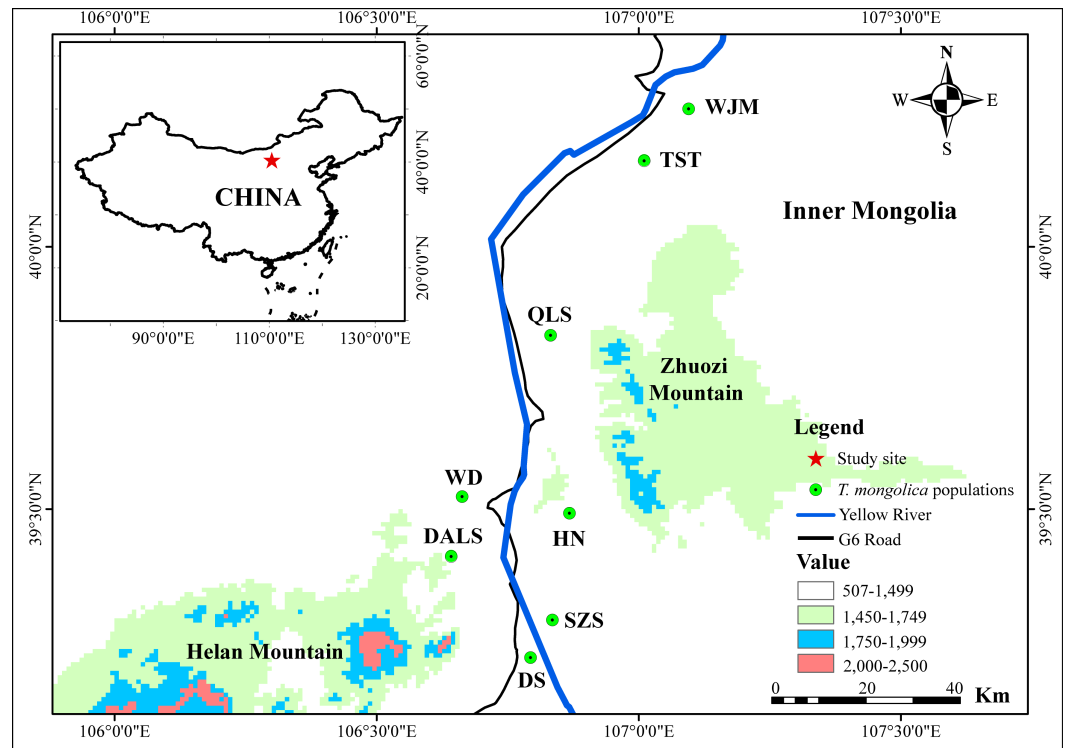 106°0'0"E
106°30'0"E
107°0'0"E
107°30'0"E
60°0'0"N
40°0'0"N
20°0'0"N
CHINA
90°0'0"E
110°0'0"E
130°0'0"E
N
W
E
S
WJM
TST
Inner Mongolia
40°0'0"N
40°0'0"N
QLS
Zhuozi
Mountain
Legend
Study site
WD
T. mongolica populations
39°30'0"N
39°30'0"N
Yellow River
DALS
HN
G6 Road
Value
507-1,499
1,450-1,749
SZS
1,750-1,999
Helan Mountain
2,000-2,500
DS
0
20
40
Km
106°0'0"E
106°30'0"E
107°0'0"E
107°30'0"E